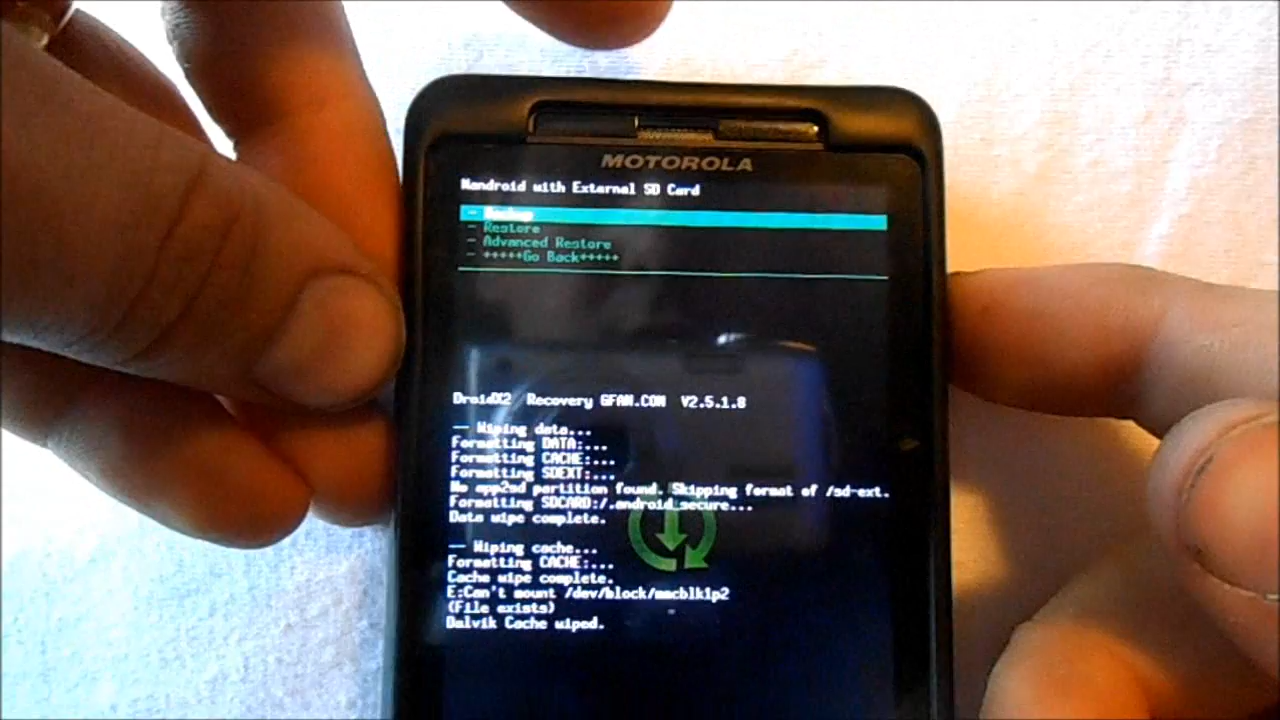 MOTOROLA
Nandroid with External SD Card
- Backup
- Restore
- Advanced Restore
- +++++Go Back+++++
DroidX2 Recovery GFAN.COM V2.5.1.8
-- Wiping data...
Formatting DATA:...
Formatting CACHE:...
Formatting SDEXT:...
No app2sd partition found. Skipping format of /sd-ext.
Formatting SDCARD:/.android_secure...
Data wipe complete.
-- Wiping cache...
Formatting CACHE:...
Cache wipe complete.
E:Can't mount /dev/block/mmcblk1p2
(File exists)
Dalvik Cache wiped.